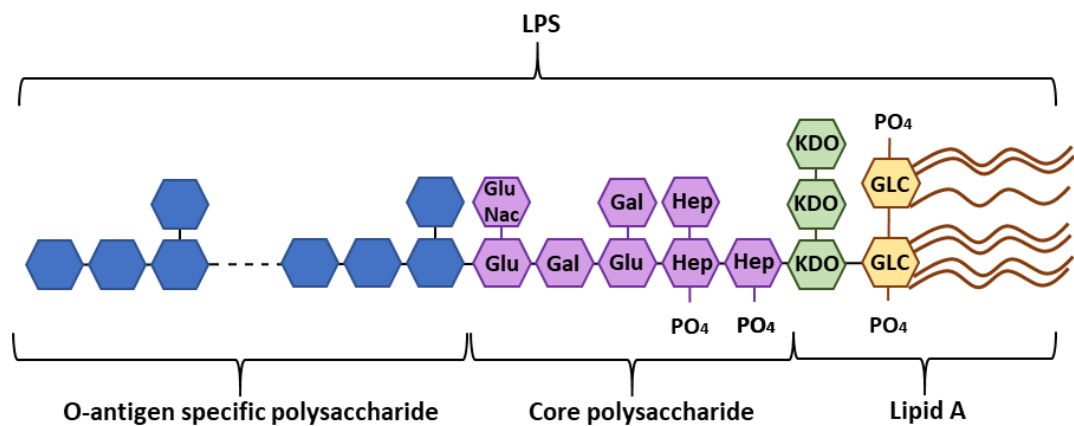 LPS
KDO
PO₄
GLC
Glu
Nac
Gal
Hep
KDO
Glu
Gal
Glu
Hep
Hep
KDO
GLC
PO₄
PO₄
PO₄
O-antigen specific polysaccharide
Core polysaccharide
Lipid A